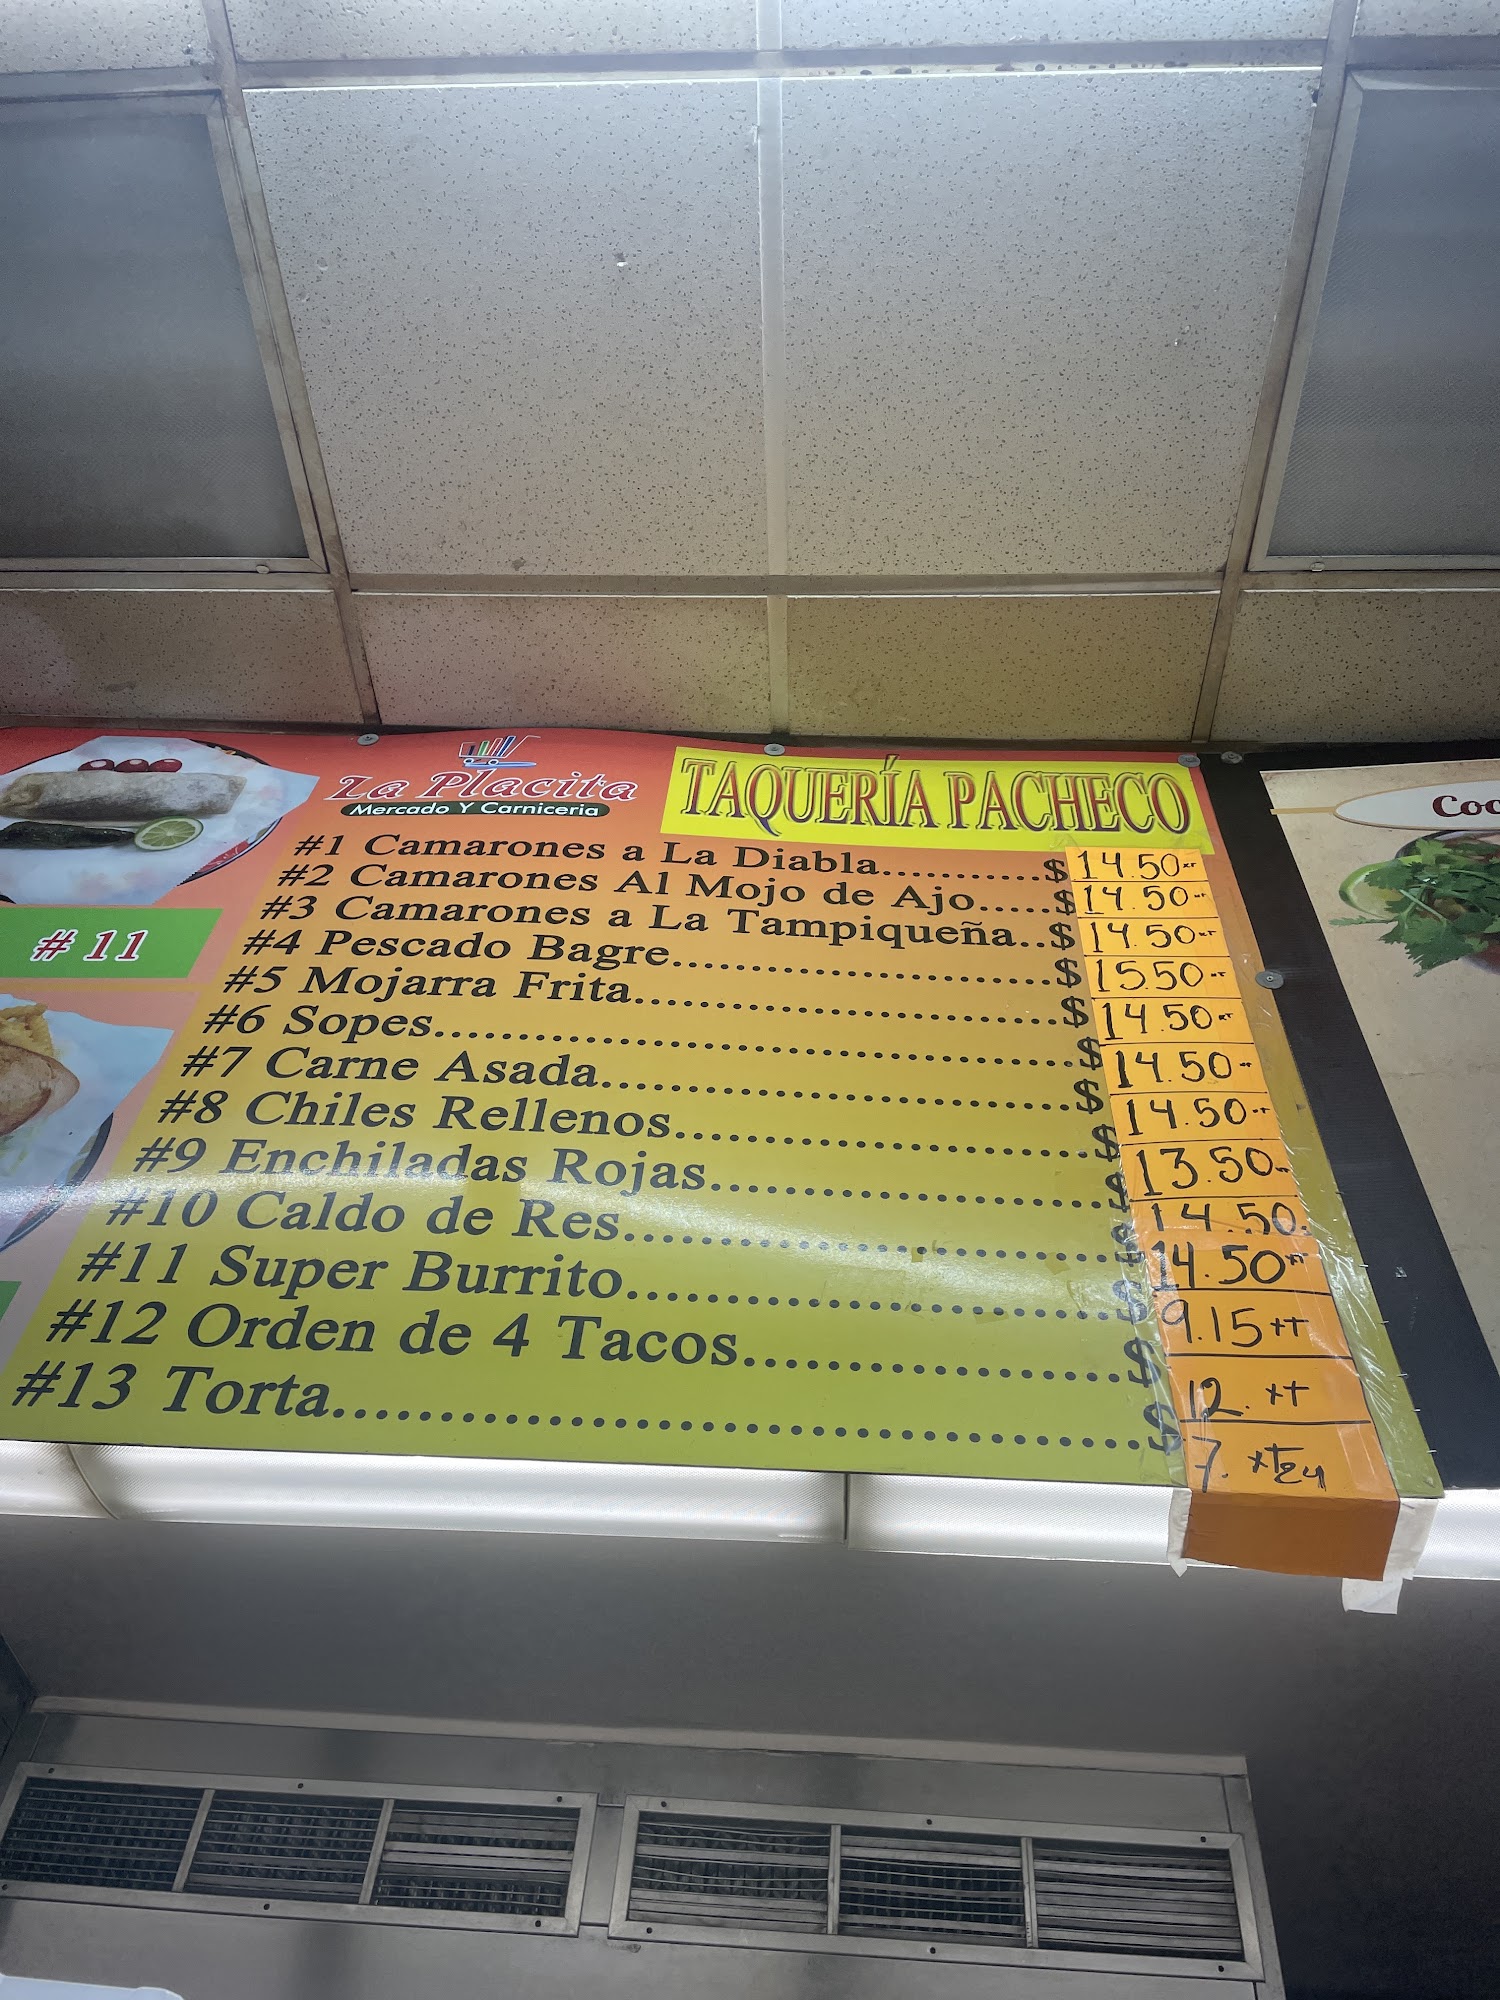 La Placita
Mercado Y Carniceria
TAQUERÍA PACHECO
#1 Camarones a La Diabla............$ 14.50+T
#2 Camarones Al Mojo de Ajo.....$ 14.50+T
#3 Camarones a La Tampiqueña..$ 14.50+T
#4 Pescado Bagre..........................$ 15.50+T
#5 Mojarra Frita............................$ 14.50+T
#6 Sopes..........................................$ 14.50+T
#7 Carne Asada..............................$ 14.50+T
#8 Chiles Rellenos.........................$ 13.50
#9 Enchiladas Rojas.......................$ 14.50
#10 Caldo de Res............................$ 14.50+T
#11 Super Burrito...........................$ 9.15+T
#12 Orden de 4 Tacos.....................$ 12. +T
#13 Torta..........................................$ 7. +T
# 11